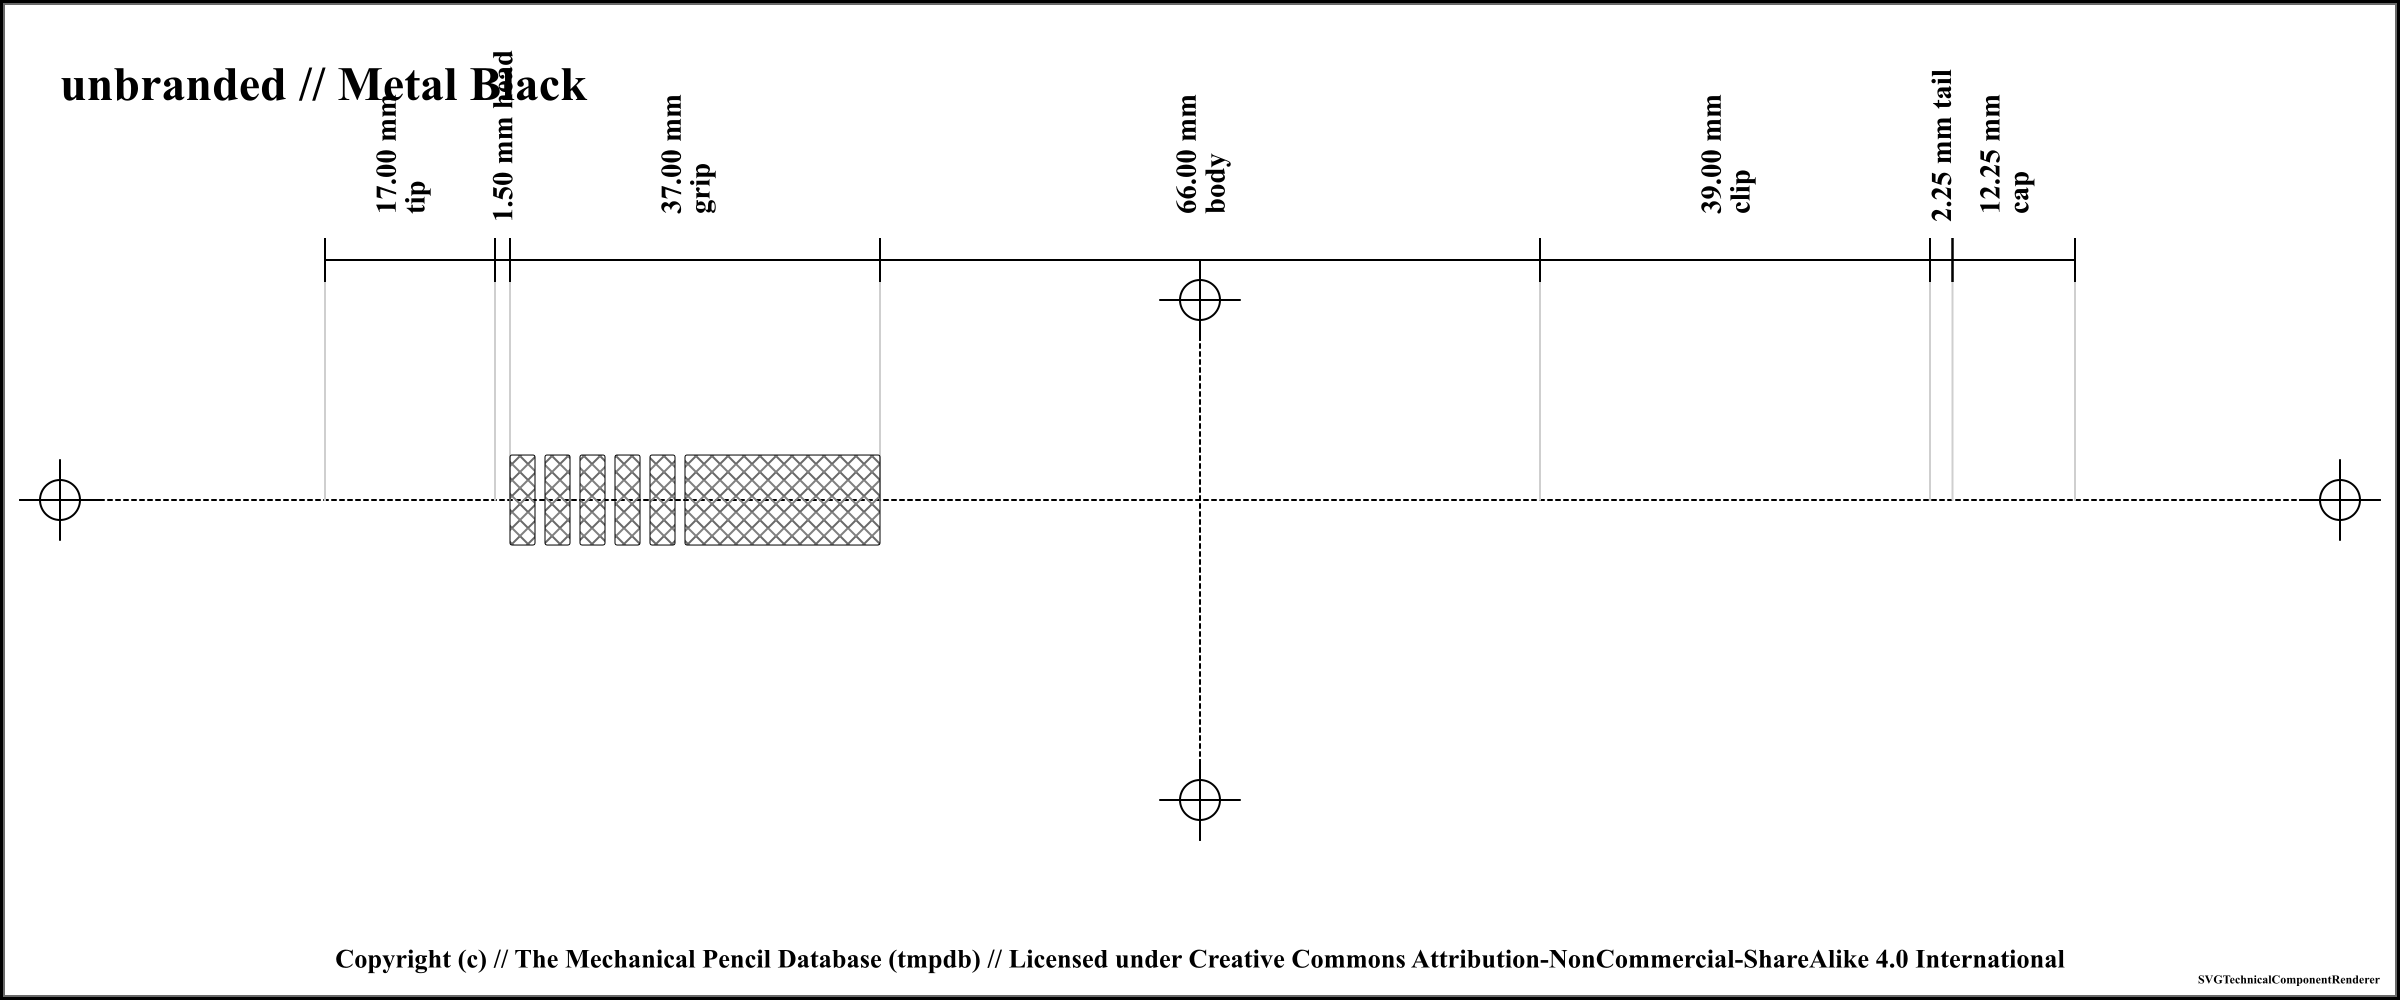 unbranded // Metal Black
17.00 mm
tip
1.50 mm head
37.00 mm
grip
66.00 mm
body
39.00 mm
clip
2.25 mm tail
12.25 mm
cap
Copyright (c) // The Mechanical Pencil Database (tmpdb) // Licensed under Creative Commons Attribution-NonCommercial-ShareAlike 4.0 International
SVGTechnicalComponentRenderer